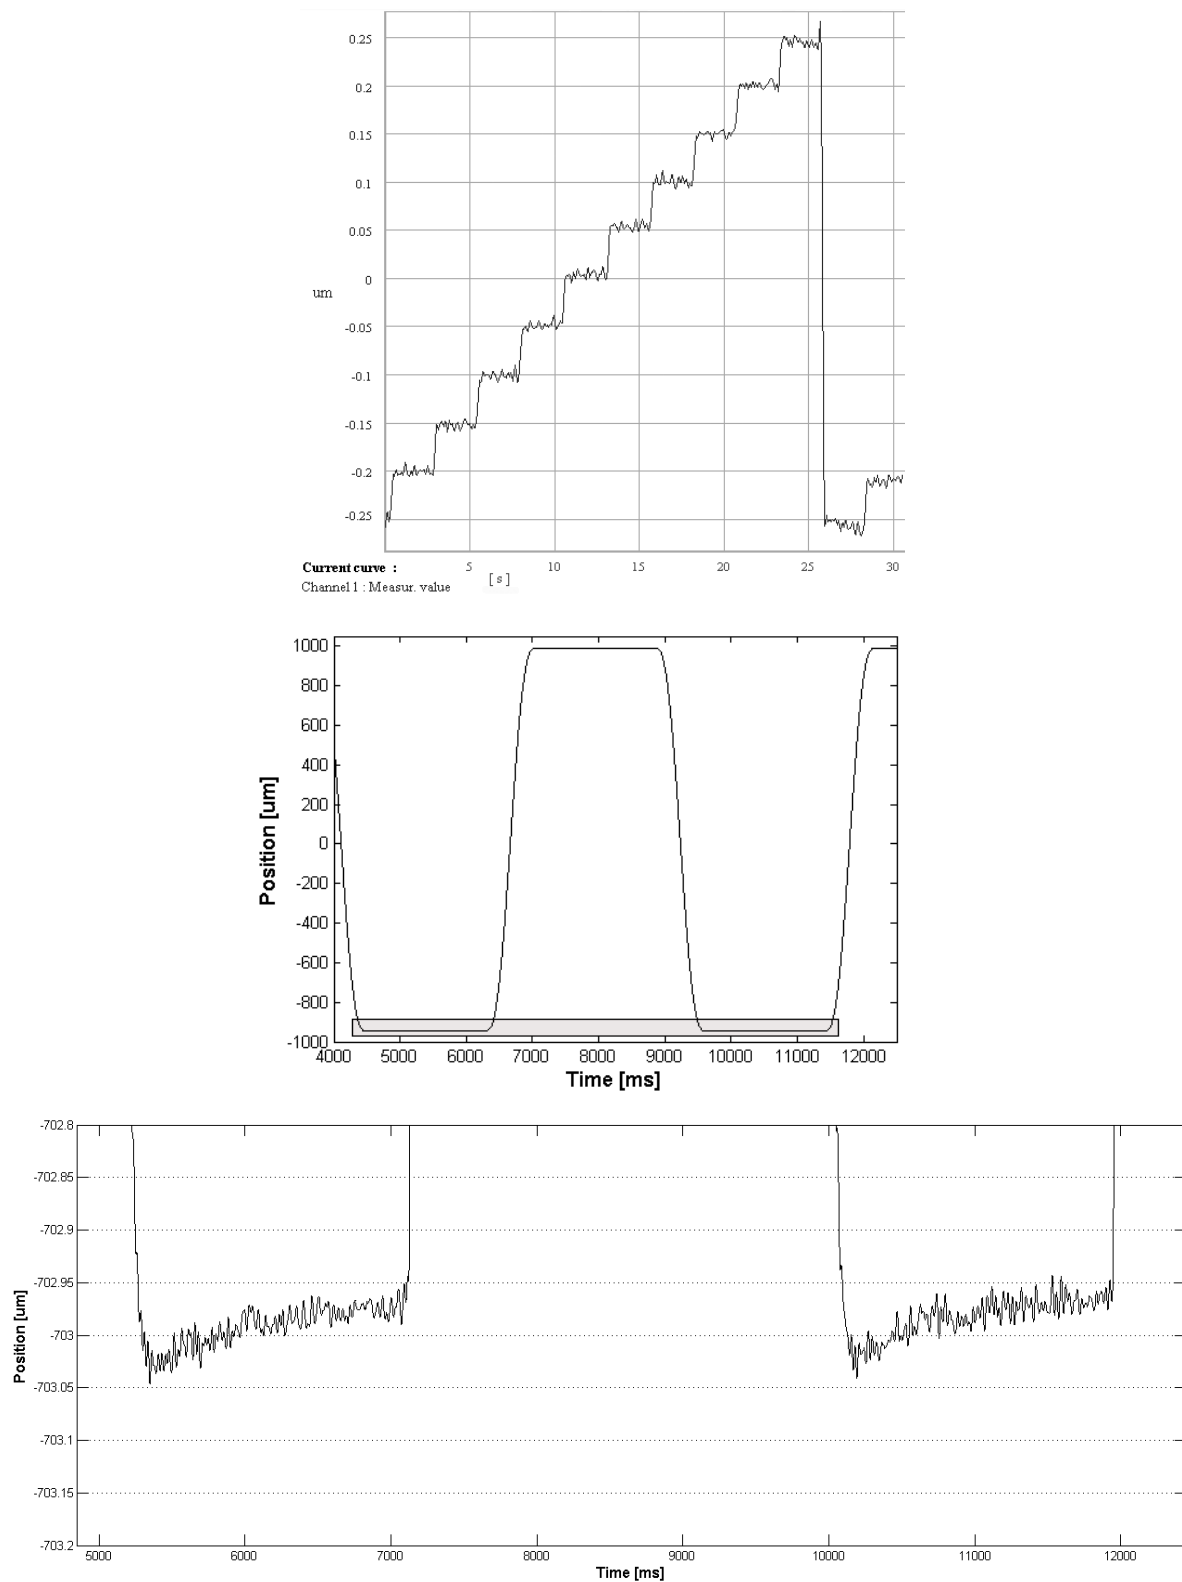 0.25
0.2
0.15
0.1
0.05
0
um
-0.05
-0.1
-0.15
-0.2
-0.25
5 10 15 20 25 30
Current curve :
[ s ]
Channel 1 : Measur. value
1000
800
600
400
200
0
-200
-400
-600
-800
-1000
Position [um]
4000 5000 6000 7000 8000 9000 10000 11000 12000
Time [ms]
-702.8
-702.85
-702.9
-702.95
-703
-703.05
-703.1
-703.15
-703.2
Position [um]
5000 6000 7000 8000 9000 10000 11000 12000
Time [ms]